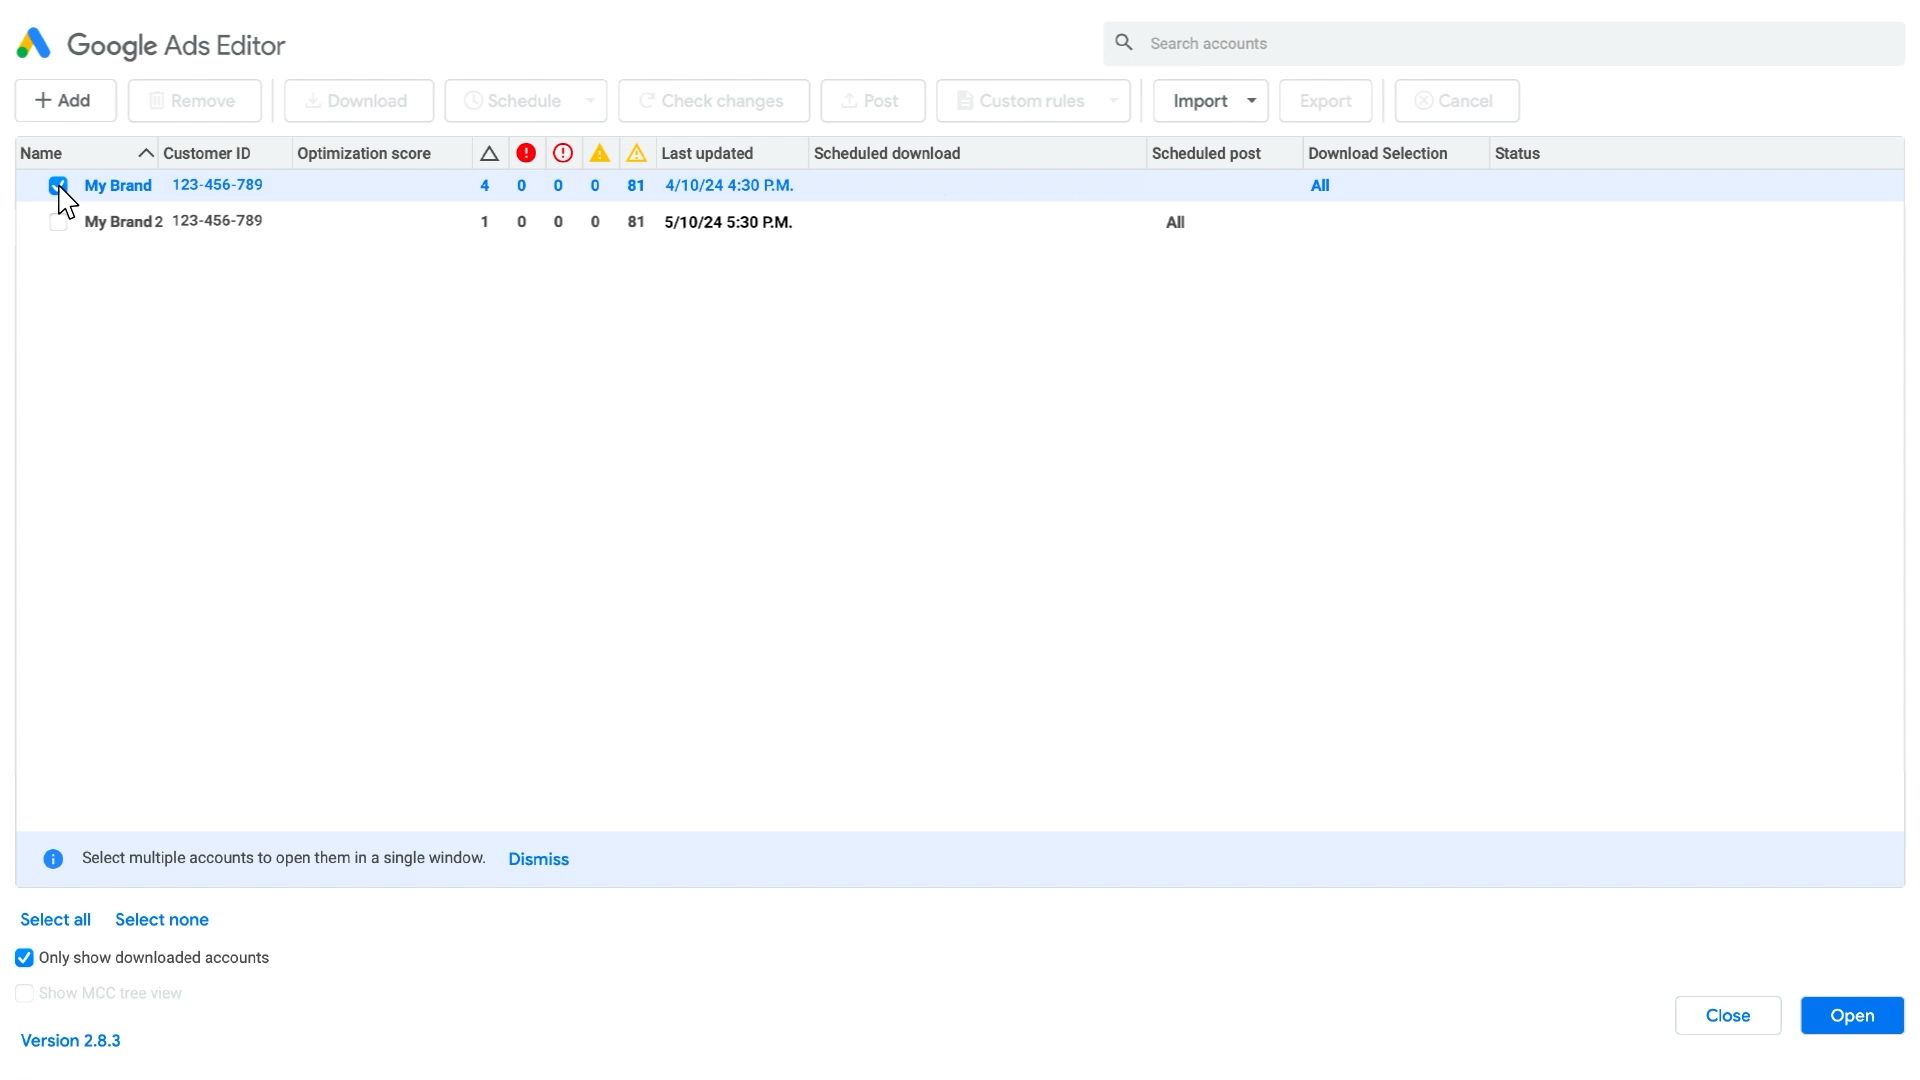 Google Ads Editor
Search accounts
Add Remove Download Schedule Check changes Post Custom rules Import Export Cancel
Name Customer ID Optimization score Last updated Scheduled download Scheduled post Download Selection Status
My Brand 123-456-789 4 0 0 0 81 4/10/24 4:30 P.M. All
My Brand 2 123-456-789 1 0 0 0 81 5/10/24 5:30 P.M. All
Select multiple accounts to open them in a single window. Dismiss
Select all Select none
Only show downloaded accounts
Show MCC tree view
Close Open
Version 2.8.3